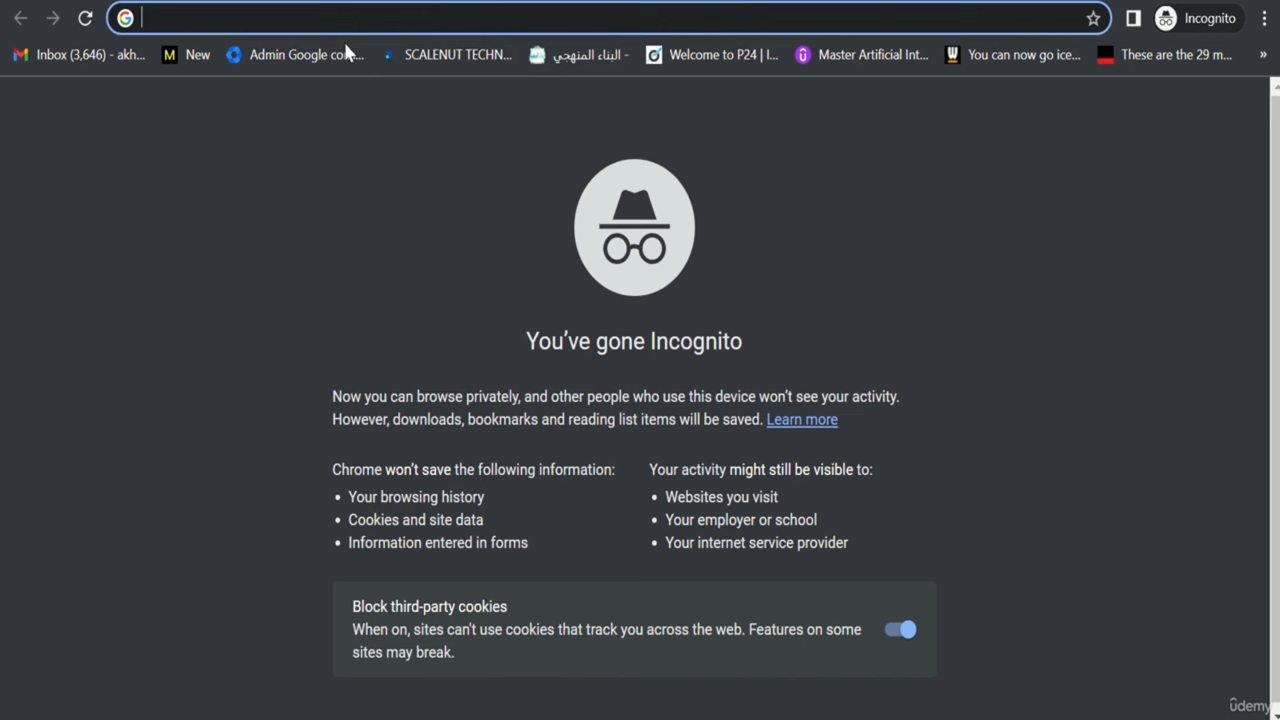 Incognito
Inbox (3,646) - akh...
M New
Admin Google co...
SCALENUT TECHN...
البناء المنهجي -
Welcome to P24 | I...
Master Artificial Int...
You can now go ice...
These are the 29 m...
You've gone Incognito
Now you can browse privately, and other people who use this device won't see your activity.
However, downloads, bookmarks and reading list items will be saved. Learn more
Chrome won't save the following information:
• Your browsing history
• Cookies and site data
• Information entered in forms
Your activity might still be visible to:
• Websites you visit
• Your employer or school
• Your internet service provider
Block third-party cookies
When on, sites can't use cookies that track you across the web. Features on some
sites may break.
ûdemy